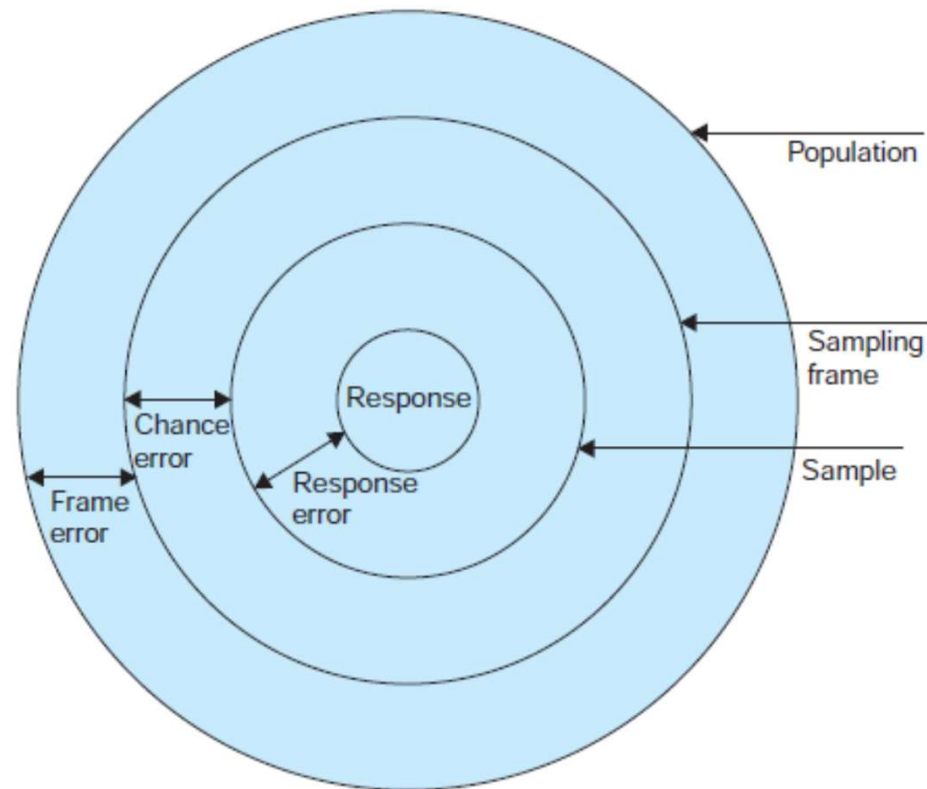 Population
Sampling
frame
Response
Chance
error
Sample
Response
error
Frame
error